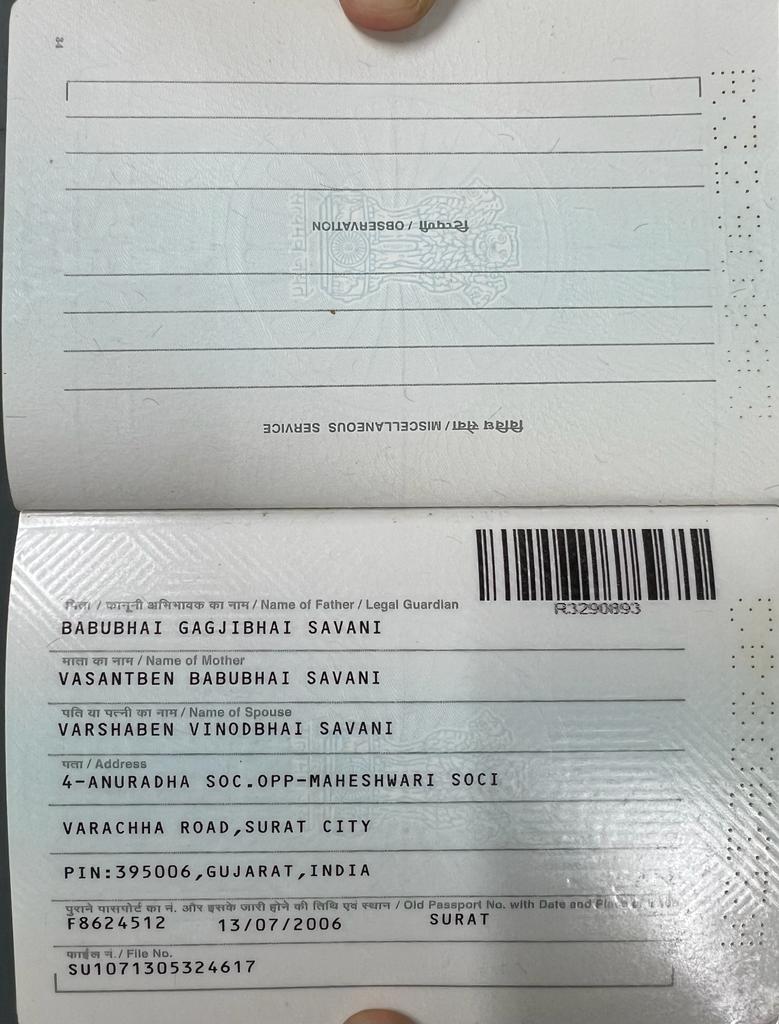 34
टिप्पणी / OBSERVATION
विविध सेवा / MISCELLANEOUS SERVICE
R3290893
पिता / कानूनी अभिभावक का नाम / Name of Father / Legal Guardian
BABUBHAI GAGJIBHAI SAVANI
माता का नाम / Name of Mother
VASANTBEN BABUBHAI SAVANI
पति या पत्नी का नाम / Name of Spouse
VARSHABEN VINODBHAI SAVANI
पता / Address
4-ANURADHA SOC.OPP-MAHESHWARI SOCI
VARACHHA ROAD,SURAT CITY
PIN:395006,GUJARAT,INDIA
पुराने पासपोर्ट का नं. और इसके जारी होने की तिथि एवं स्थान / Old Passport No. with Date and Place
F8624512 13/07/2006 SURAT
फाईल नं./ File No.
SU1071305324617